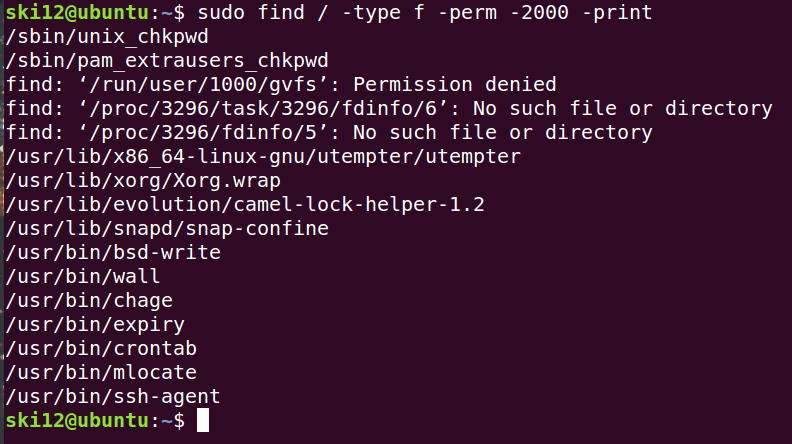 ski12@ubuntu:~$ sudo find / -type f -perm -2000 -print
/sbin/unix_chkpwd
/sbin/pam_extrausers_chkpwd
find: ‘/run/user/1000/gvfs’: Permission denied
find: ‘/proc/3296/task/3296/fdinfo/6’: No such file or directory
find: ‘/proc/3296/fdinfo/5’: No such file or directory
/usr/lib/x86_64-linux-gnu/utempter/utempter
/usr/lib/xorg/Xorg.wrap
/usr/lib/evolution/camel-lock-helper-1.2
/usr/lib/snapd/snap-confine
/usr/bin/bsd-write
/usr/bin/wall
/usr/bin/chage
/usr/bin/expiry
/usr/bin/crontab
/usr/bin/mlocate
/usr/bin/ssh-agent
ski12@ubuntu:~$